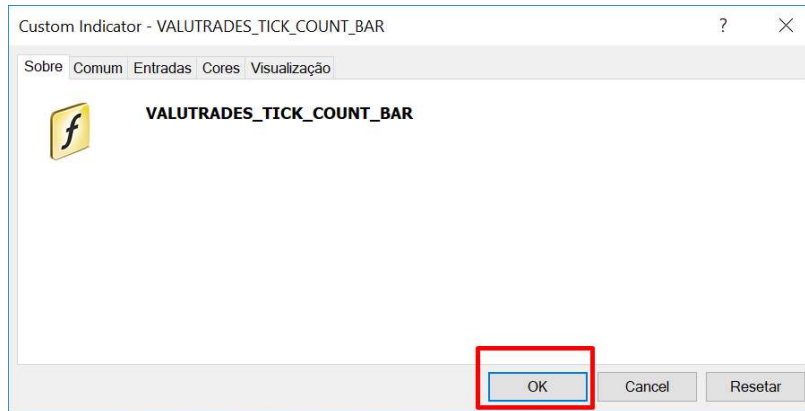 Custom Indicator - VALUTRADES_TICK_COUNT_BAR ?
Sobre Comum Entradas Cores Visualização
VALUTRADES_TICK_COUNT_BAR
OK Cancel Resetar